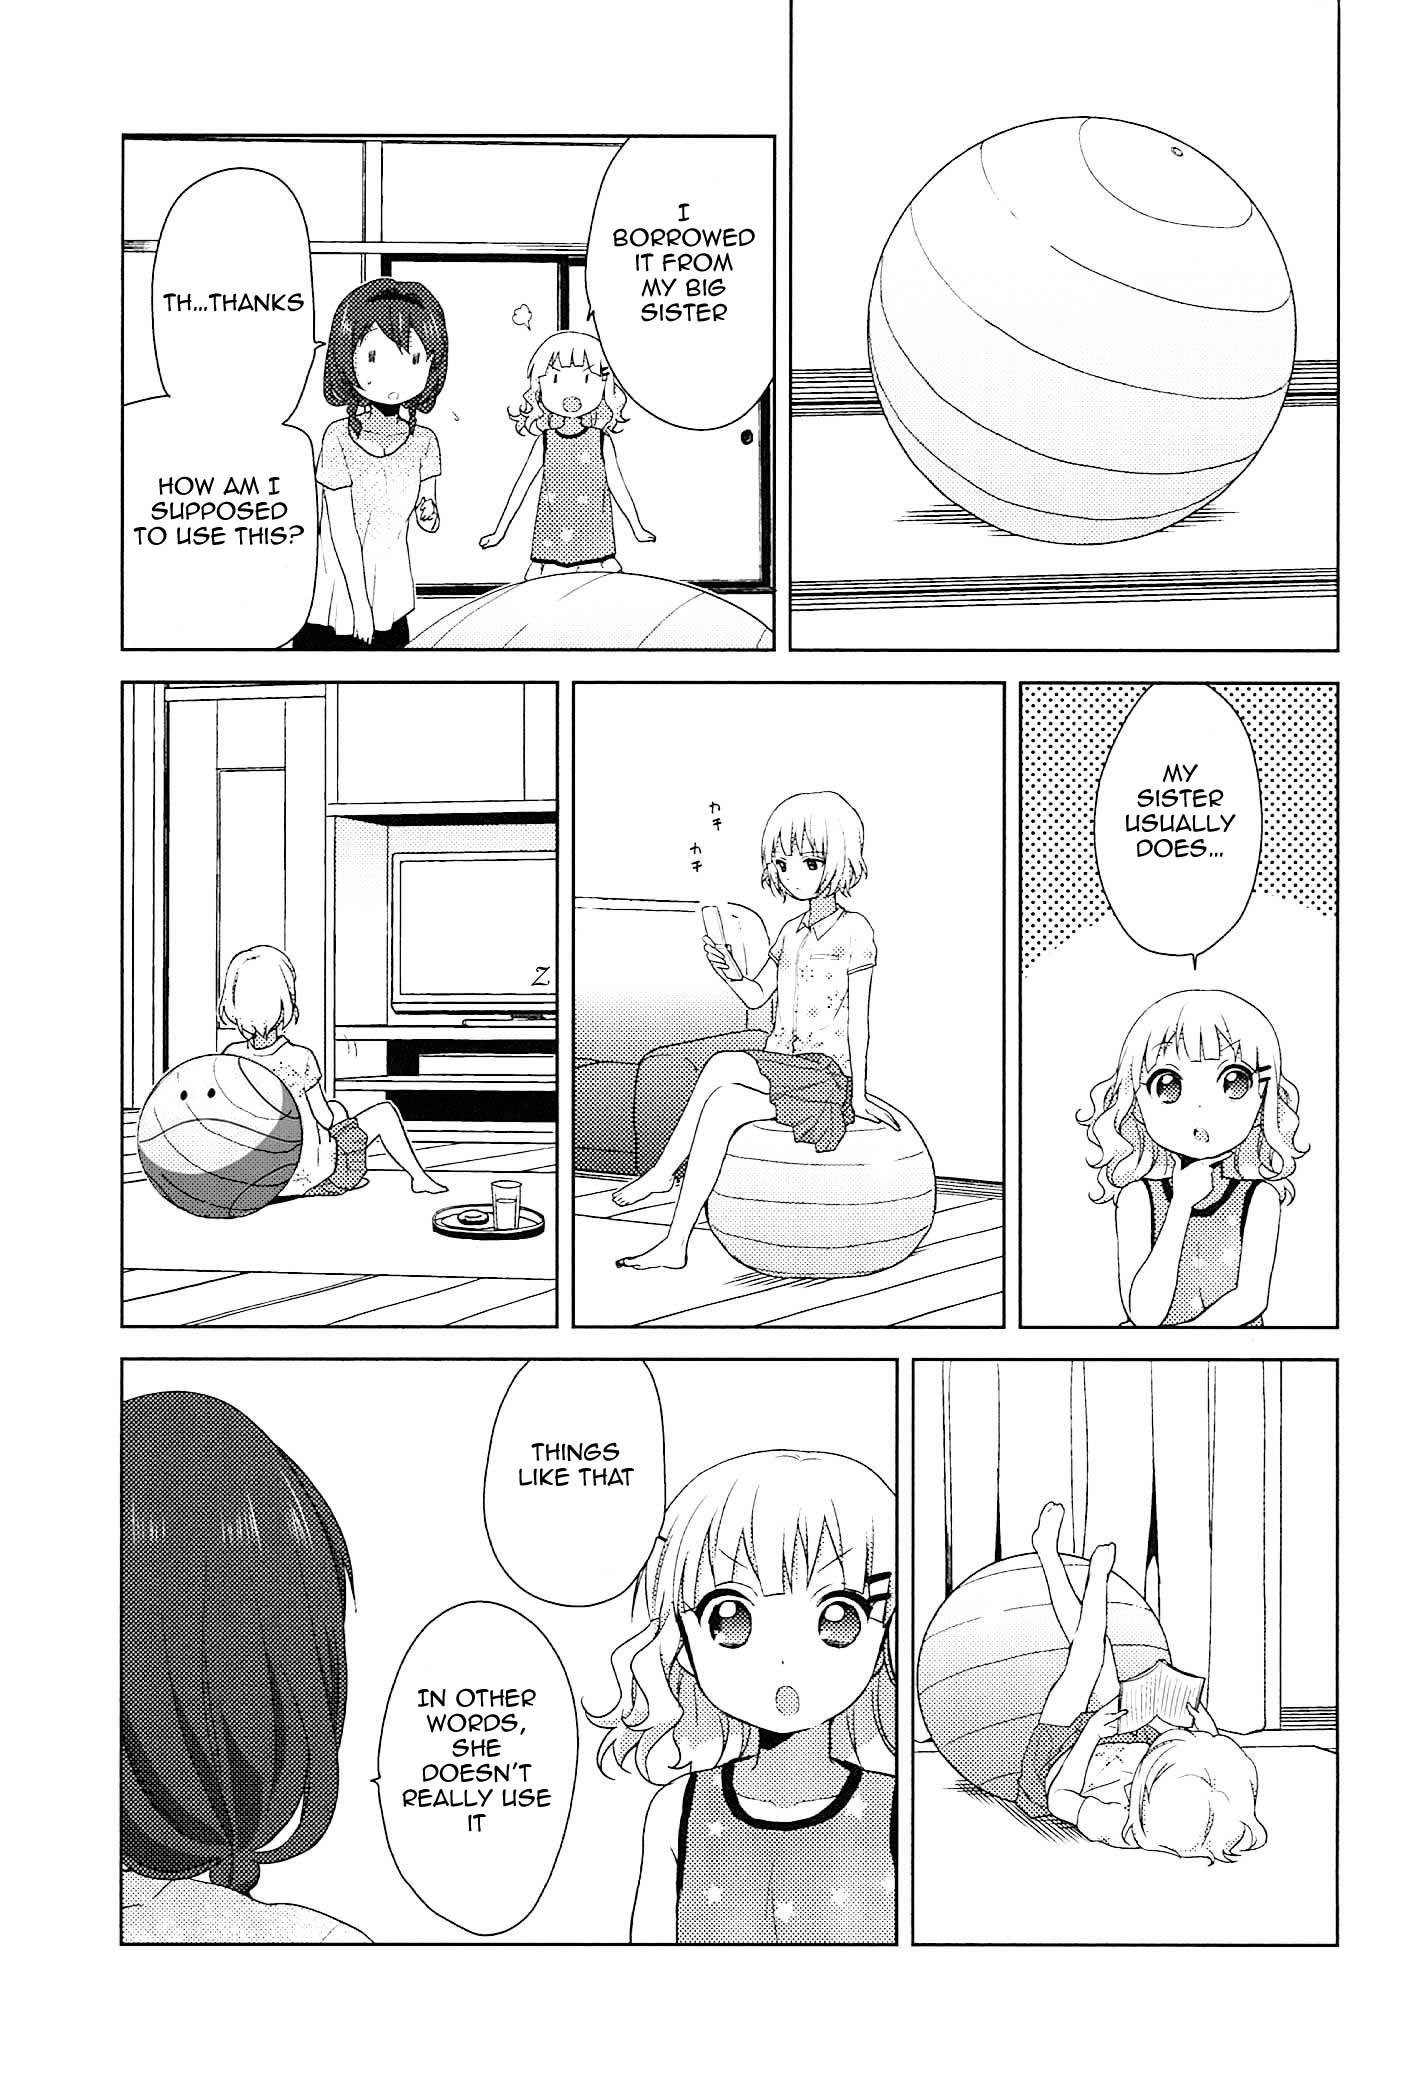 I
BORROWED
IT FROM
MY BIG
SISTER
TH...THANKS
HOW AM I
SUPPOSED
TO USE THIS?
MY
SISTER
USUALLY
DOES...
カチ
カチ
Z
THINGS
LIKE THAT
IN OTHER
WORDS,
SHE
DOESN'T
REALLY USE
IT